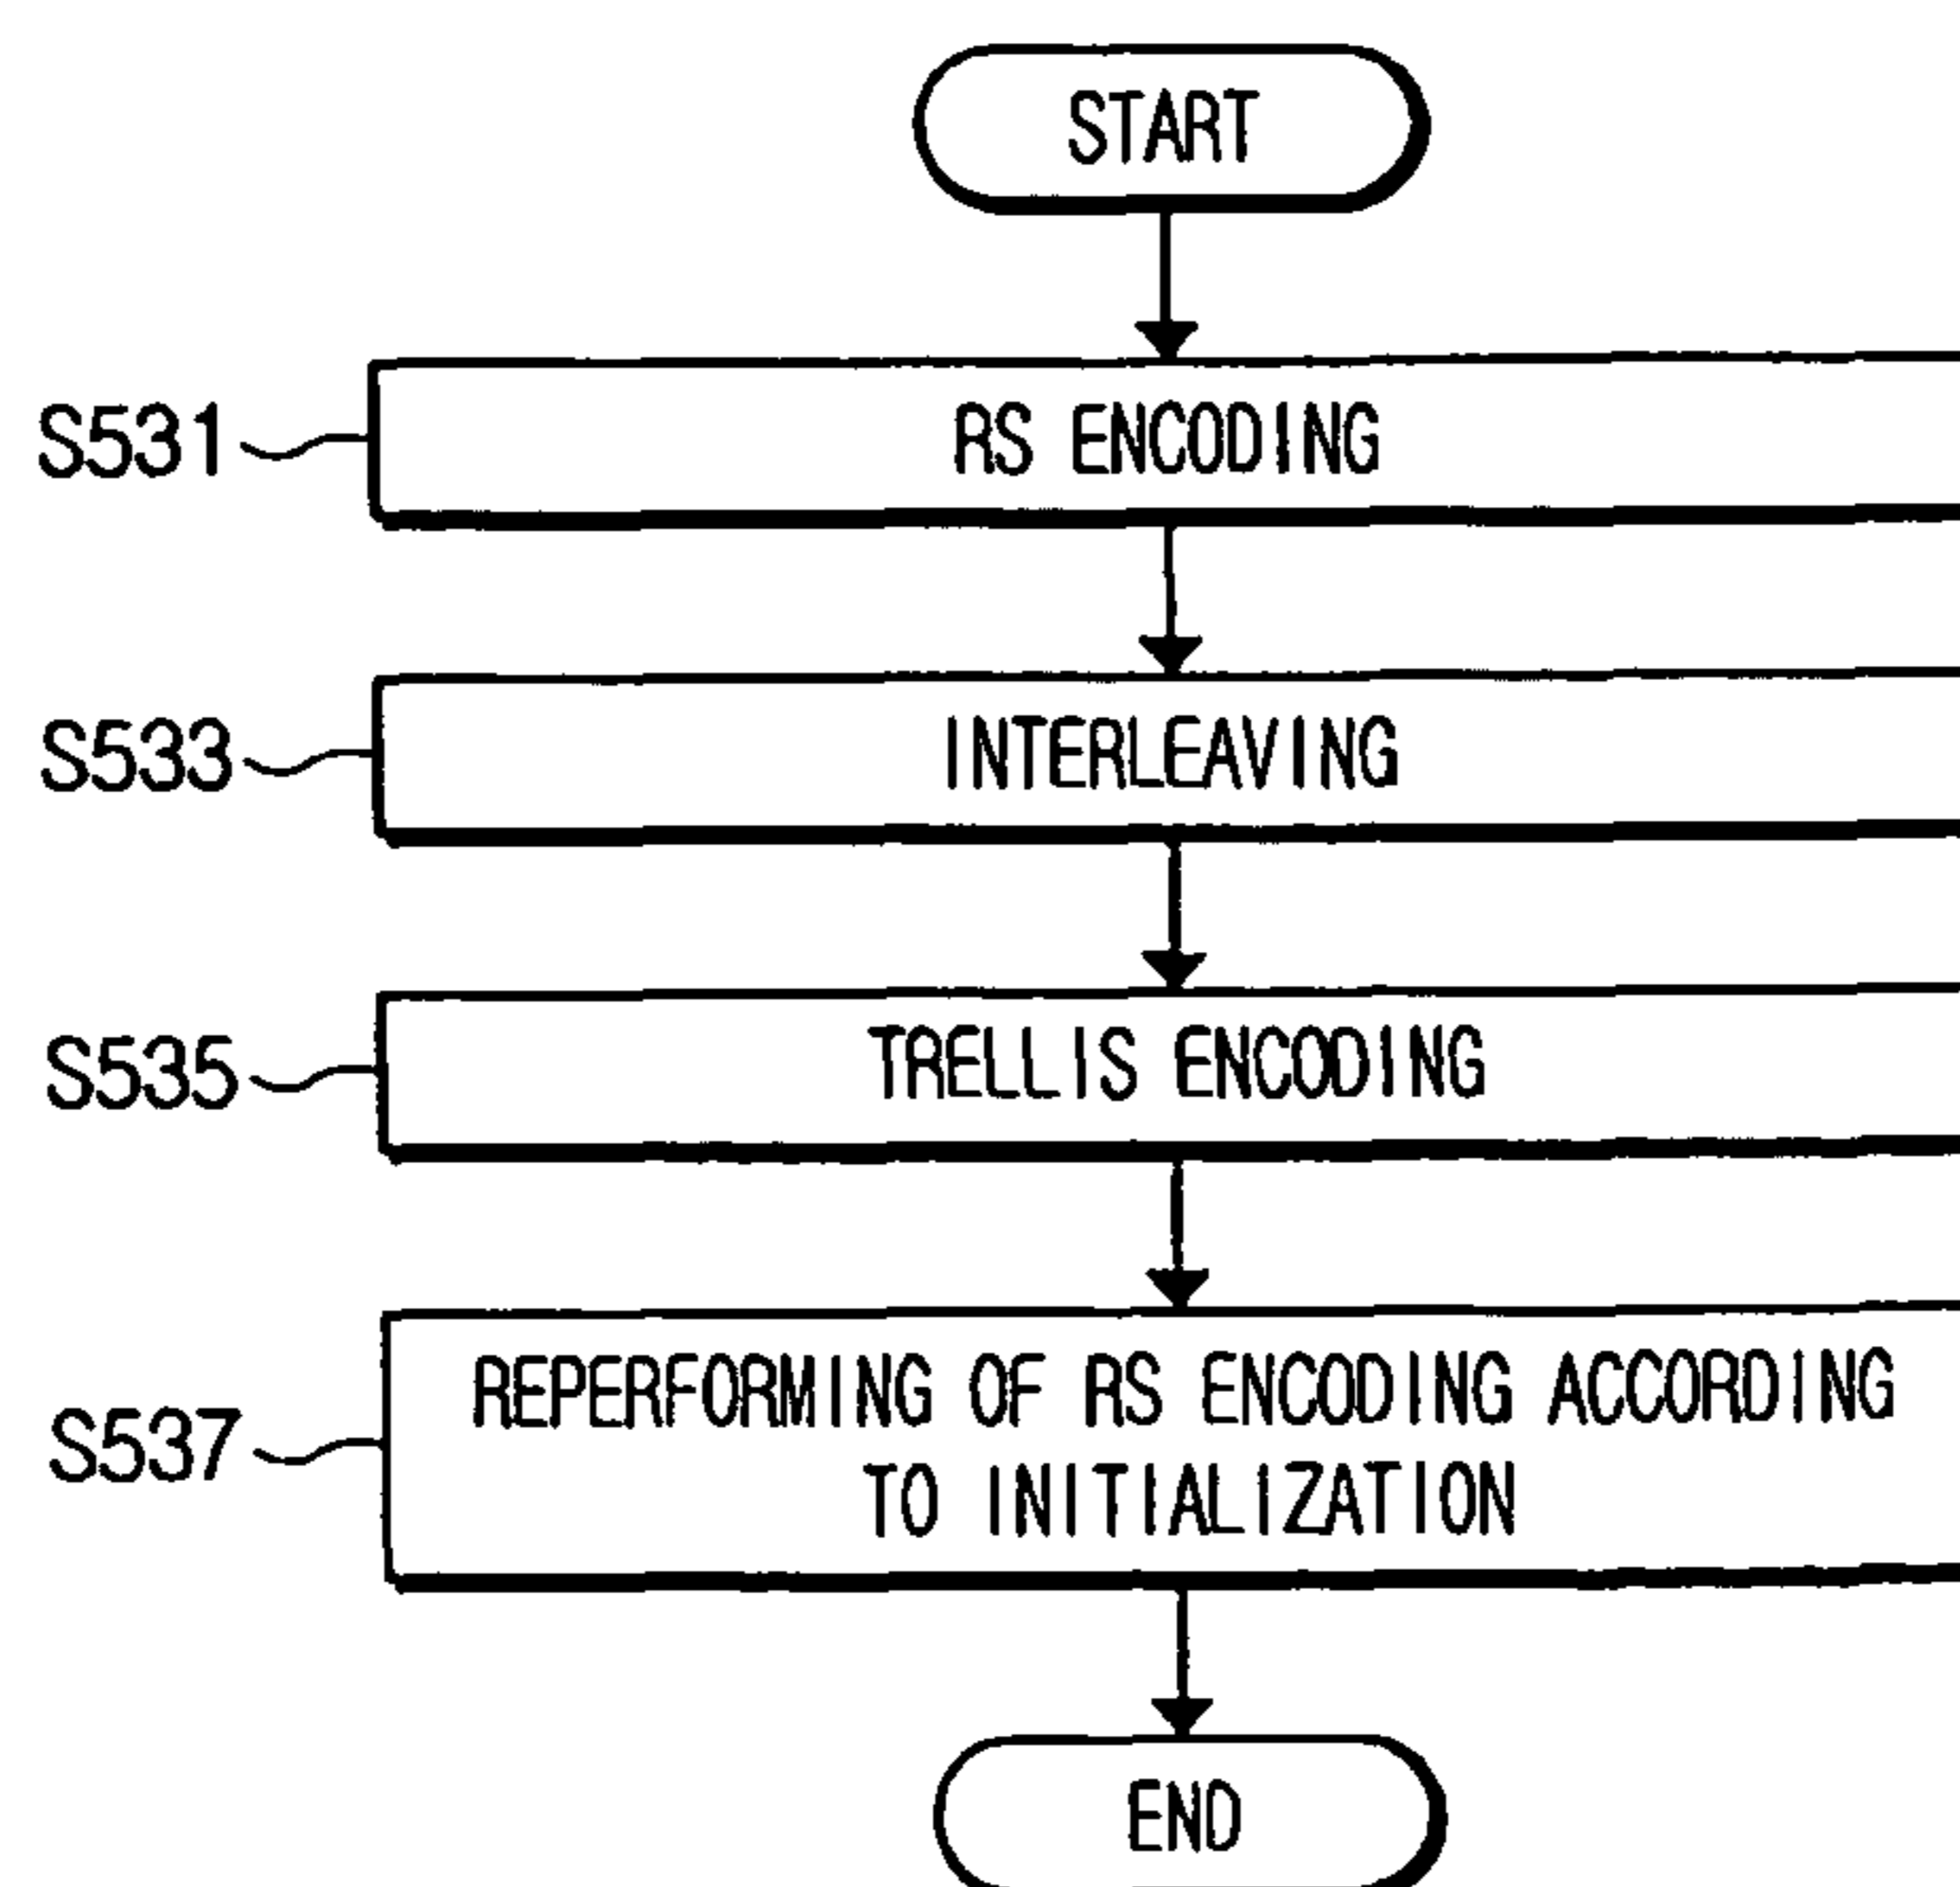 START
S531 RS ENCODING
S533 INTERLEAVING
S535 TRELLIS ENCODING
S537 REPERFORMING OF RS ENCODING ACCORDING
TO INITIALIZATION
END